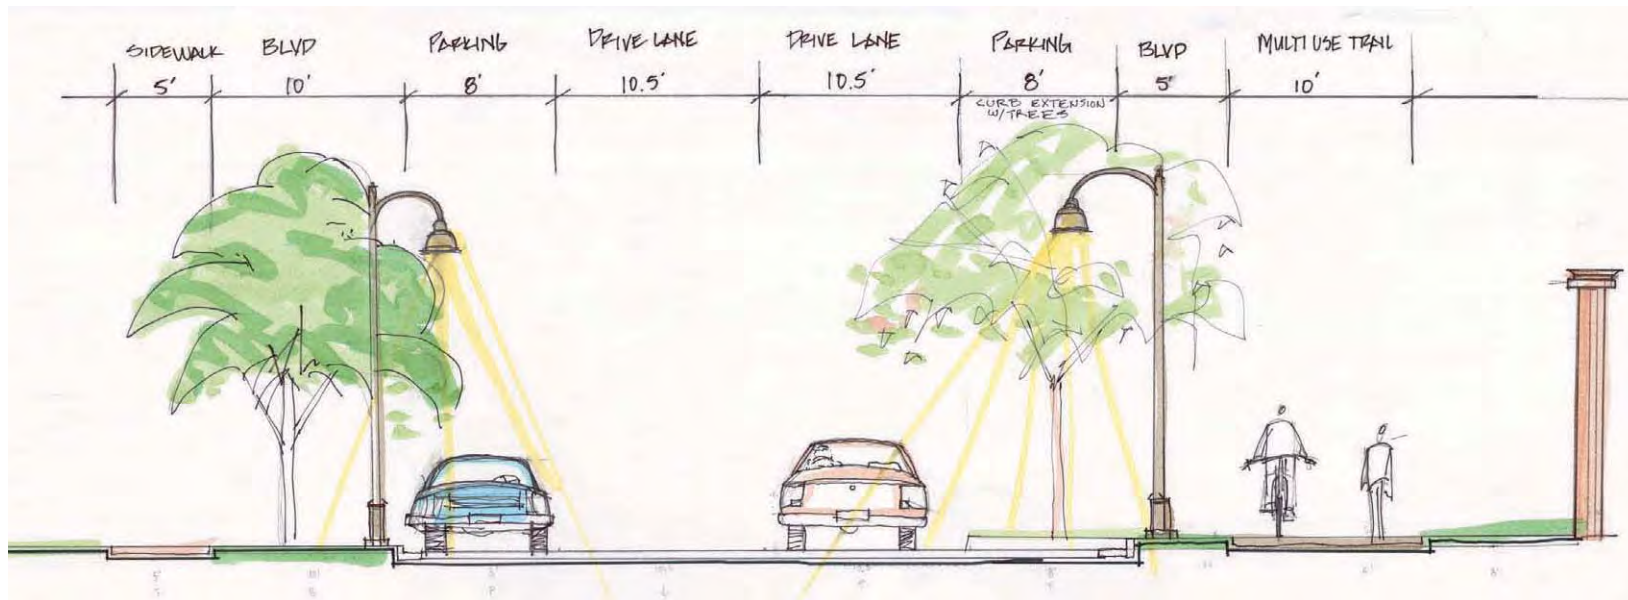 SIDEWALK BLVD PARKING DRIVE LANE DRIVE LANE PARKING BLVD MULTI USE TRAIL
5' 10' 8' 10.5' 10.5' 8' 5' 10'
CURB EXTENSION
W/TREES